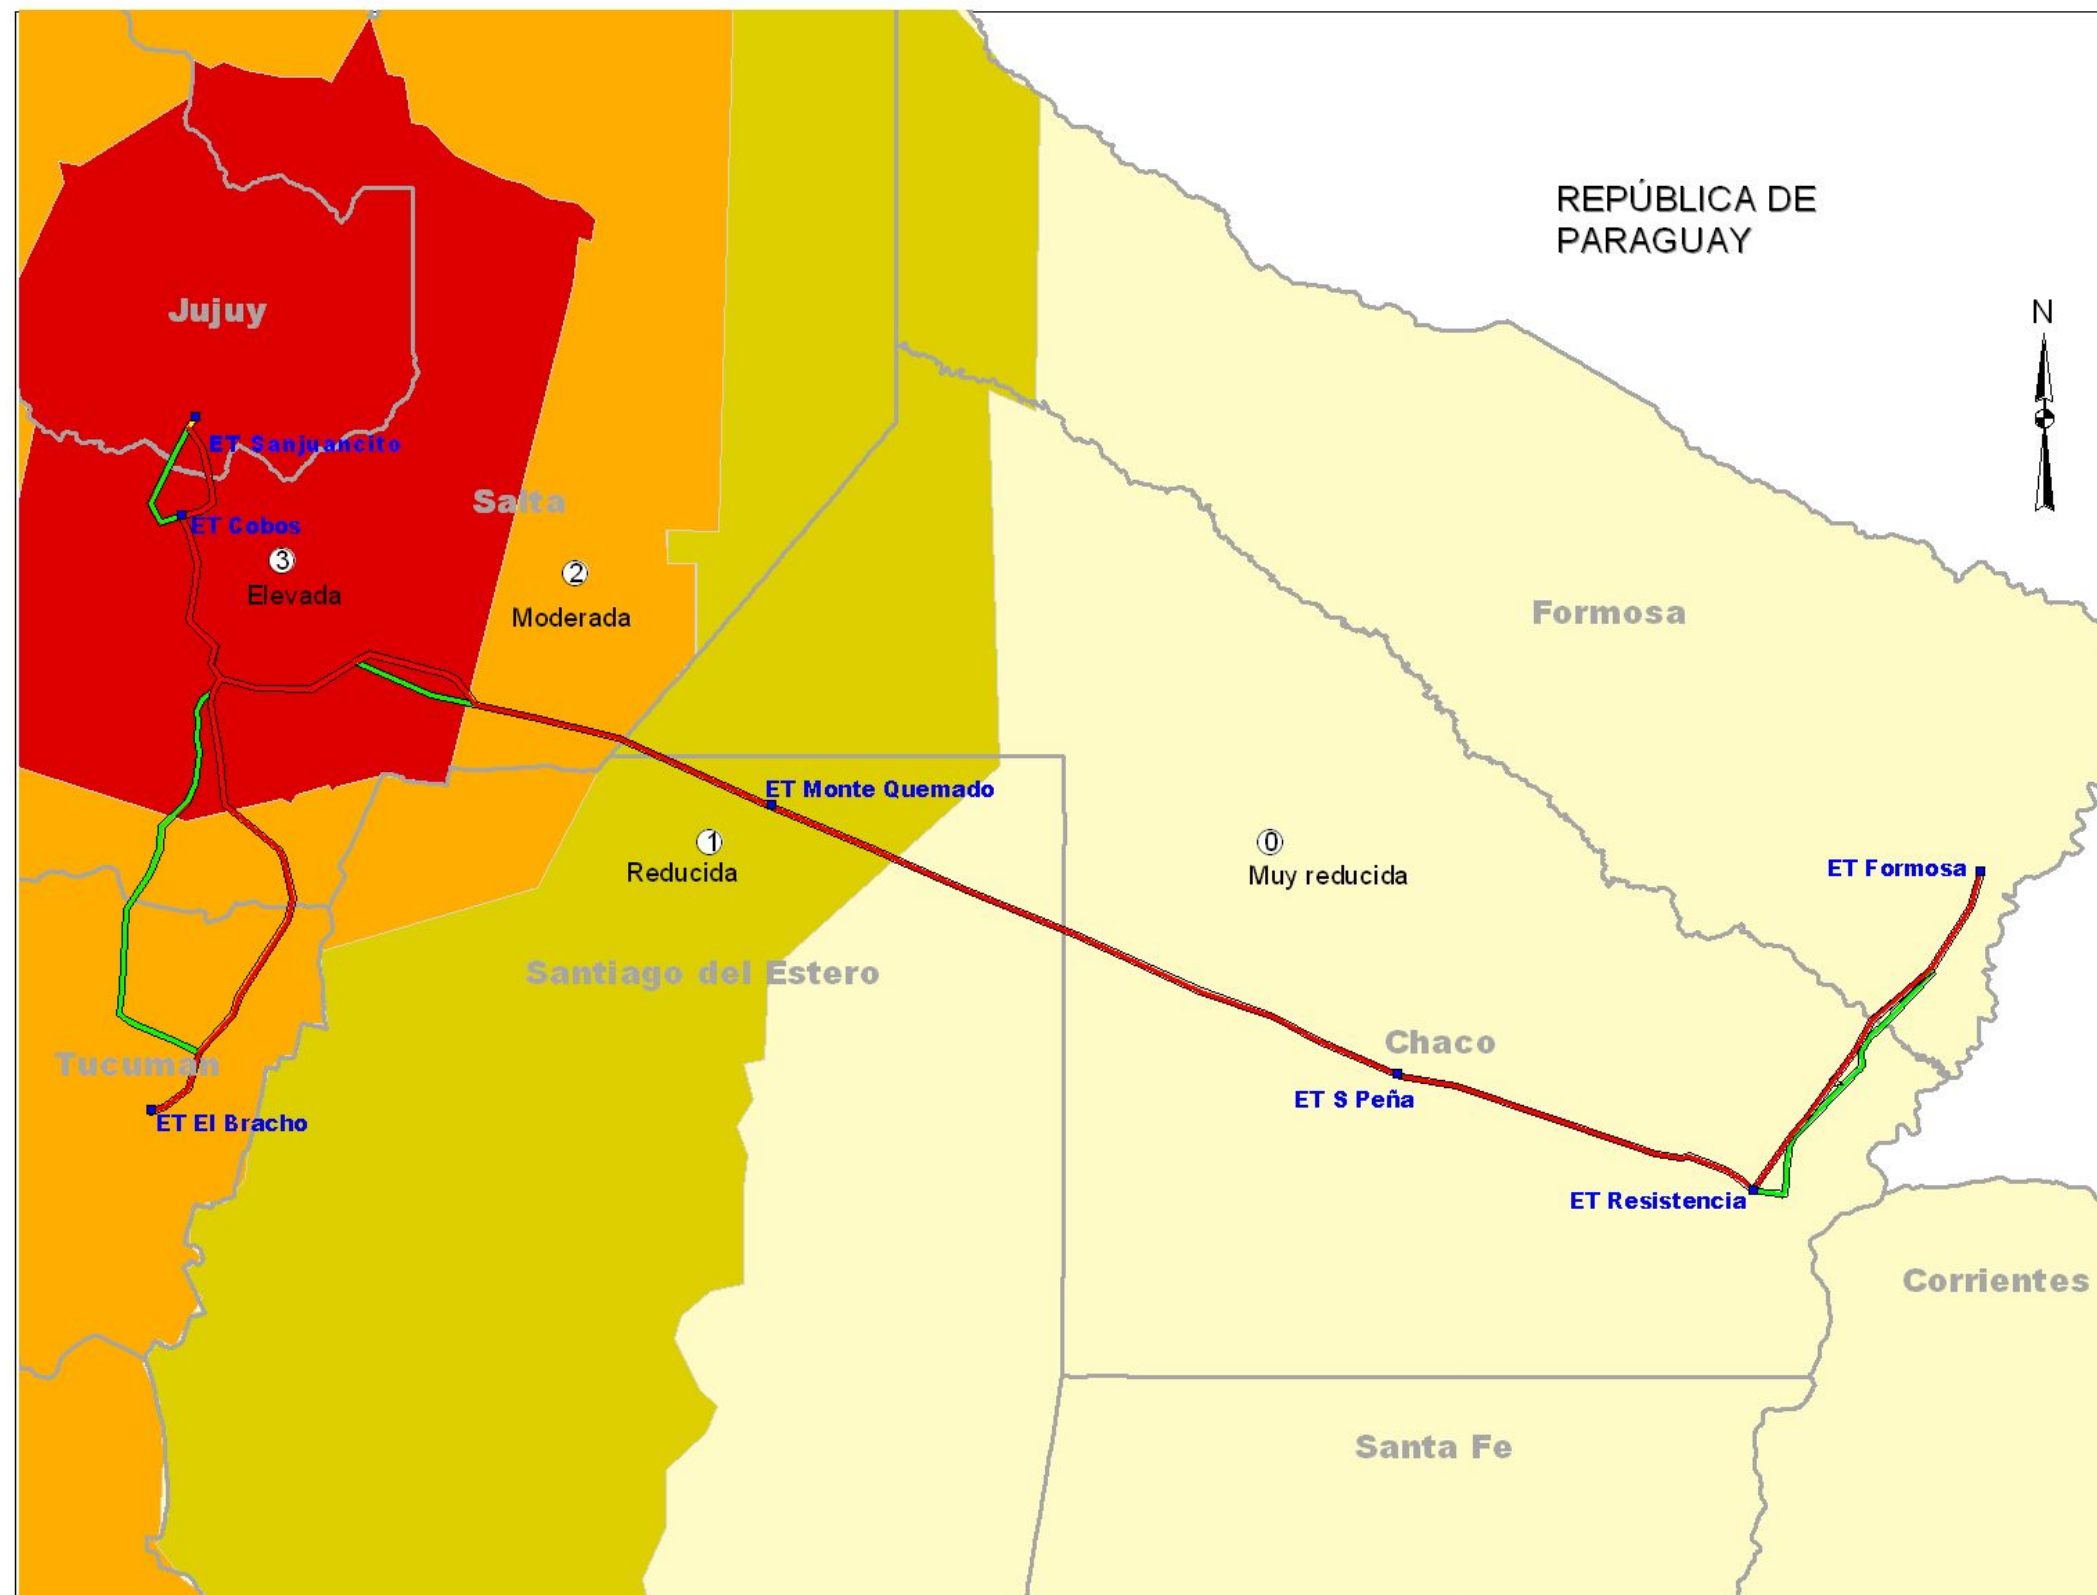 REPÚBLICA DE
PARAGUAY
N
Jujuy
ET Sanjuancito
Salta
ET Cobos
3
Elevada
2
Moderada
Formosa
ET Monte Quemado
1
Reducida
0
Muy reducida
ET Formosa
Santiago del Estero
Chaco
Tucuman
ET S Peña
ET El Bracho
ET Resistencia
Corrientes
Santa Fe